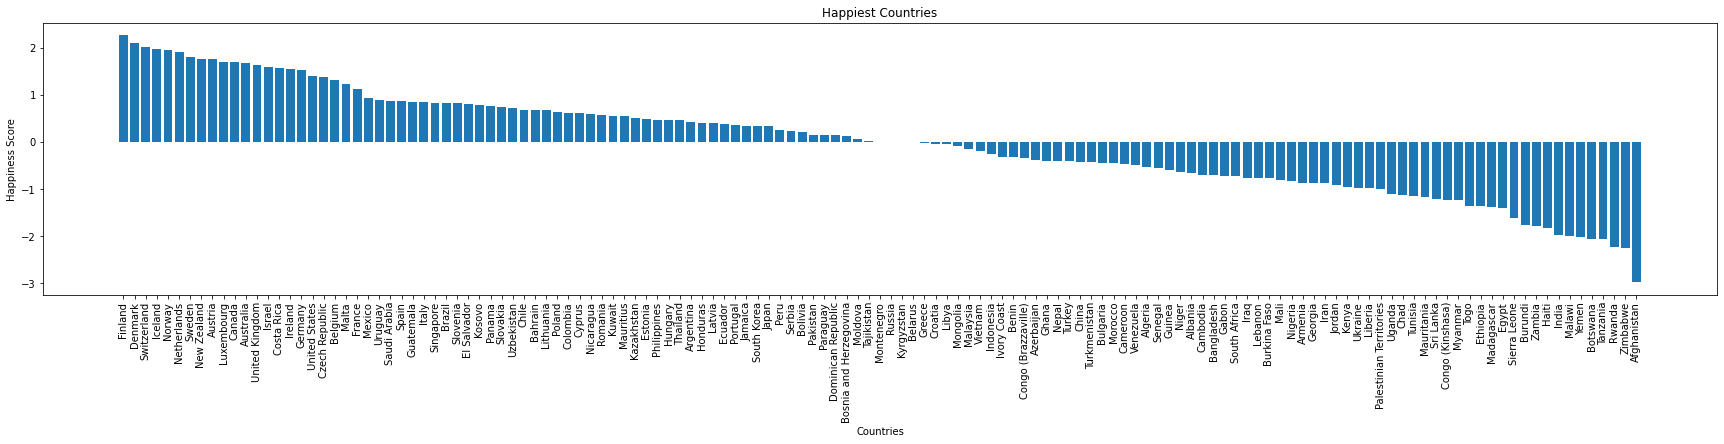 Happiest Countries
Happiness Score
2
1
0
−1
−2
−3
Finland
Denmark
Switzerland
Iceland
Norway
Netherlands
Sweden
New Zealand
Austria
Luxembourg
Canada
Australia
United Kingdom
Israel
Costa Rica
Ireland
Germany
United States
Czech Republic
Belgium
Malta
France
Mexico
Uruguay
Saudi Arabia
Spain
Guatemala
Italy
Singapore
Brazil
Slovenia
El Salvador
Kosovo
Panama
Slovakia
Uzbekistan
Chile
Bahrain
Lithuania
Poland
Colombia
Cyprus
Nicaragua
Romania
Kuwait
Mauritius
Kazakhstan
Estonia
Philippines
Hungary
Thailand
Argentina
Honduras
Latvia
Ecuador
Portugal
Jamaica
South Korea
Japan
Peru
Serbia
Bolivia
Pakistan
Paraguay
Dominican Republic
Bosnia and Herzegovina
Moldova
Tajikistan
Montenegro
Russia
Kyrgyzstan
Belarus
Greece
Croatia
Libya
Mongolia
Malaysia
Vietnam
Indonesia
Ivory Coast
Benin
Congo (Brazzaville)
Azerbaijan
Ghana
Nepal
Turkey
China
Turkmenistan
Bulgaria
Morocco
Cameroon
Venezuela
Algeria
Senegal
Guinea
Niger
Albania
Cambodia
Bangladesh
Gabon
South Africa
Iraq
Lebanon
Burkina Faso
Mali
Nigeria
Armenia
Georgia
Iran
Jordan
Kenya
Ukraine
Liberia
Palestinian Territories
Uganda
Chad
Tunisia
Mauritania
Sri Lanka
Congo (Kinshasa)
Myanmar
Togo
Ethiopia
Madagascar
Egypt
Sierra Leone
Burundi
Zambia
Haiti
India
Malawi
Yemen
Botswana
Tanzania
Rwanda
Zimbabwe
Afghanistan
Countries